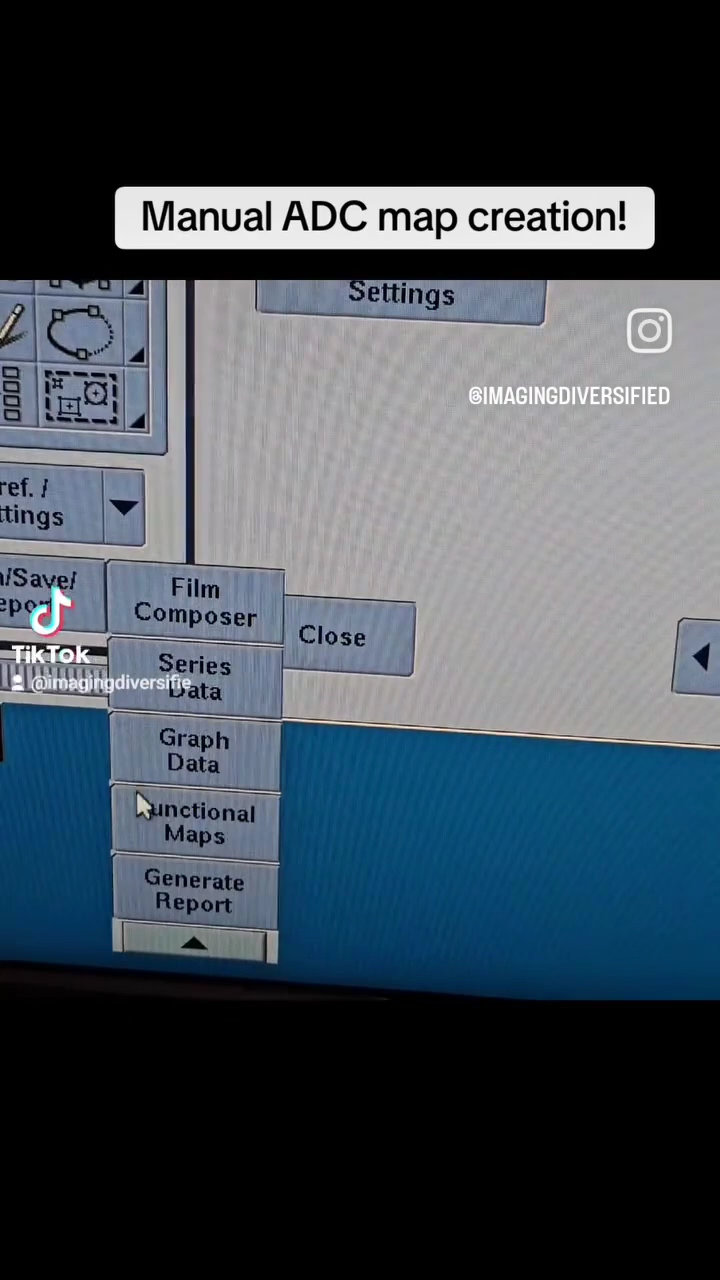 Manual ADC map creation!
Settings
@IMAGINGDIVERSIFIED
ref. /
ttings
n/Save/
epor
Film
Composer
Close
Series
Data
TikTok
@imagingdiversifie
Graph
Data
unctional
Maps
Generate
Report